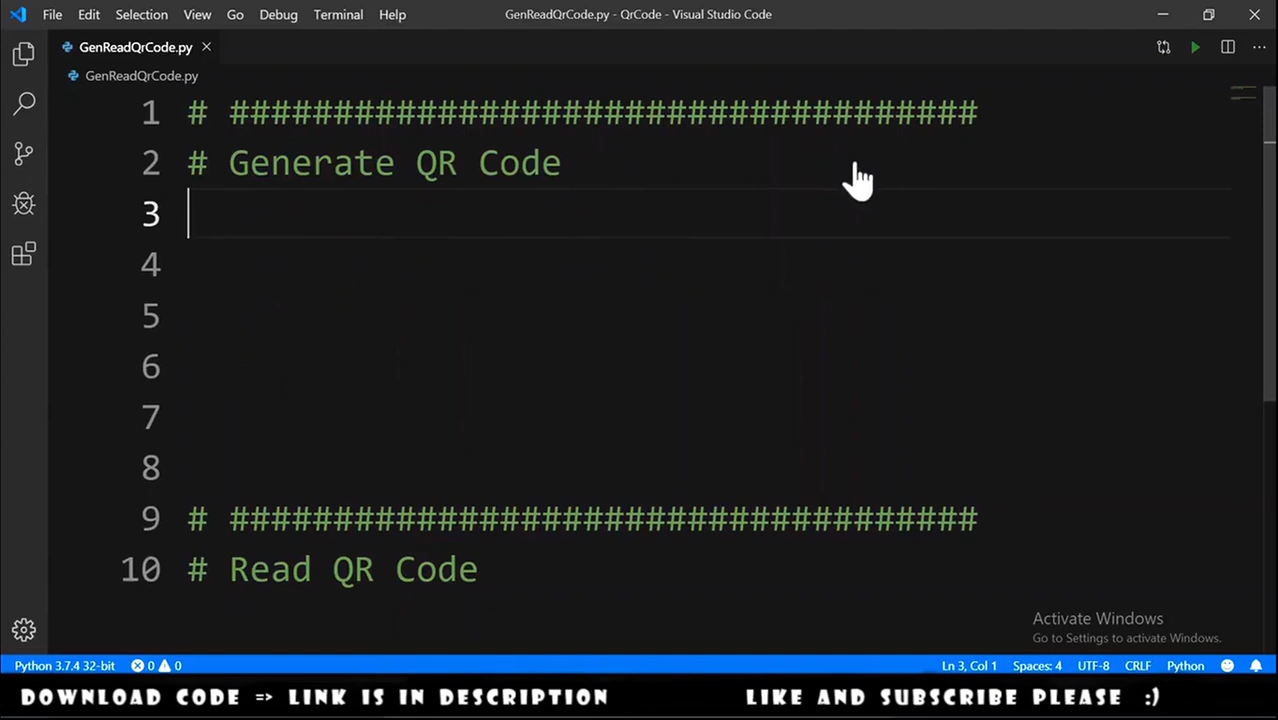 File Edit Selection View Go Debug Terminal Help GenReadQrCode.py - QrCode - Visual Studio Code
GenReadQrCode.py
GenReadQrCode.py
1 # ####################################
2 # Generate QR Code
3
4
5
6
7
8
9 # ####################################
10 # Read QR Code
Activate Windows
Go to Settings to activate Windows.
Python 3.7.4 32-bit 0 0 Ln 3, Col 1 Spaces: 4 UTF-8 CRLF Python
DOWNLOAD CODE => LINK IS IN DESCRIPTION LIKE AND SUBSCRIBE PLEASE :)